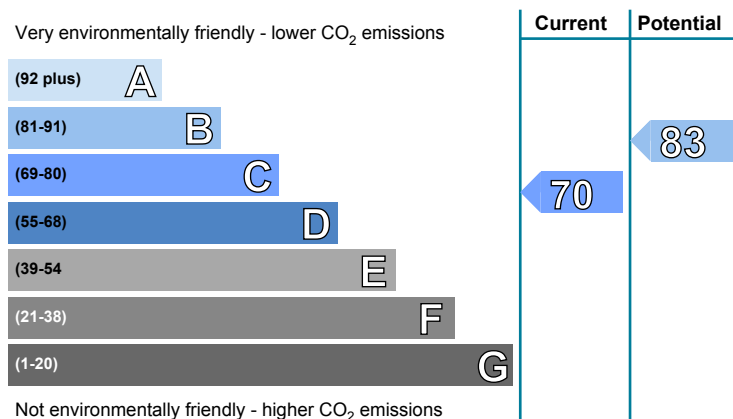 Very environmentally friendly - lower CO₂ emissions
Current
Potential
(92 plus) A
(81-91) B
(69-80) C
(55-68) D
(39-54 E
(21-38) F
(1-20) G
83
70
Not environmentally friendly - higher CO₂ emissions